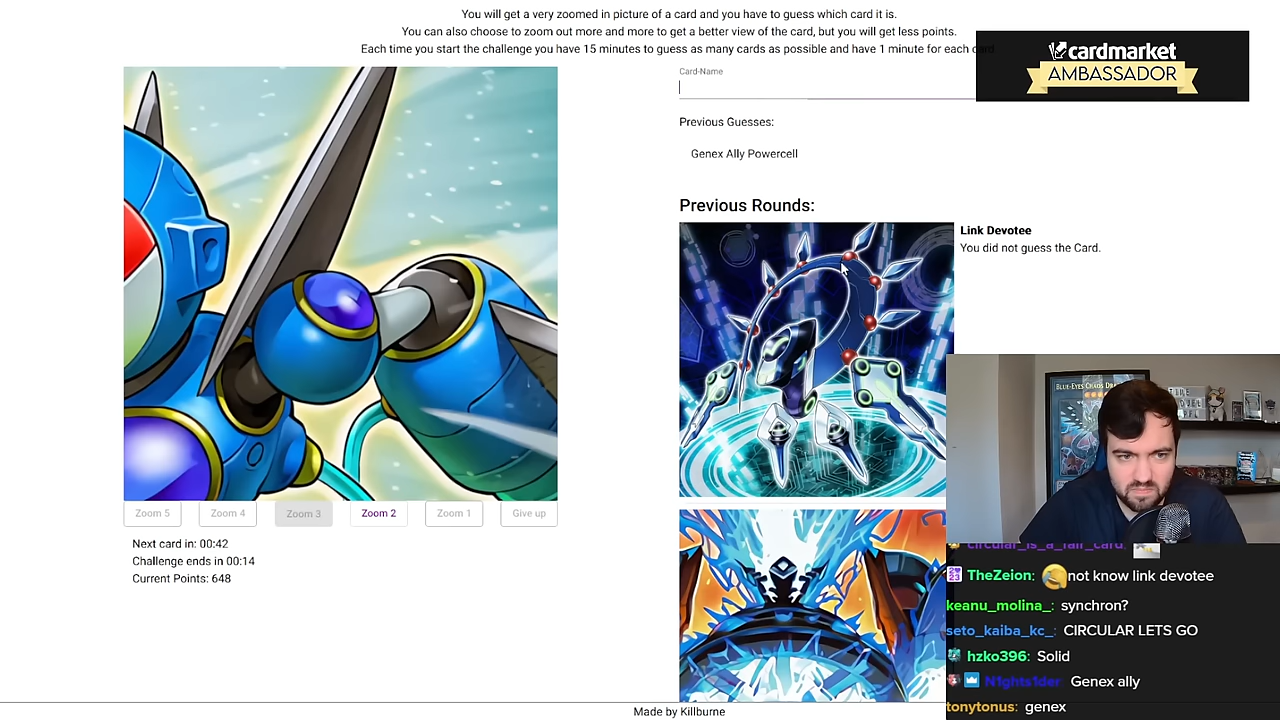 You will get a very zoomed in picture of a card and you have to guess which card it is.
You can also choose to zoom out more and more to get a better view of the card, but you will get less points.
Each time you start the challenge you have 15 minutes to guess as many cards as possible and have 1 minute for each card
cardmarket
AMBASSADOR
Card-Name
Previous Guesses:
Genex Ally Powercell
Previous Rounds:
Link Devotee
You did not guess the Card.
Zoom 5
Zoom 4
Zoom 3
Zoom 2
Zoom 1
Give up
Next card in: 00:42
Challenge ends in 00:14
Current Points: 648
BLUE-EYES CHAOS DRA
circular_is_a_fair_card:
TheZeion: not know link devotee
keanu_molina_: synchron?
seto_kaiba_kc_: CIRCULAR LETS GO
hzko396: Solid
N1ghts1der Genex ally
tonytonus: genex
Made by Killburne